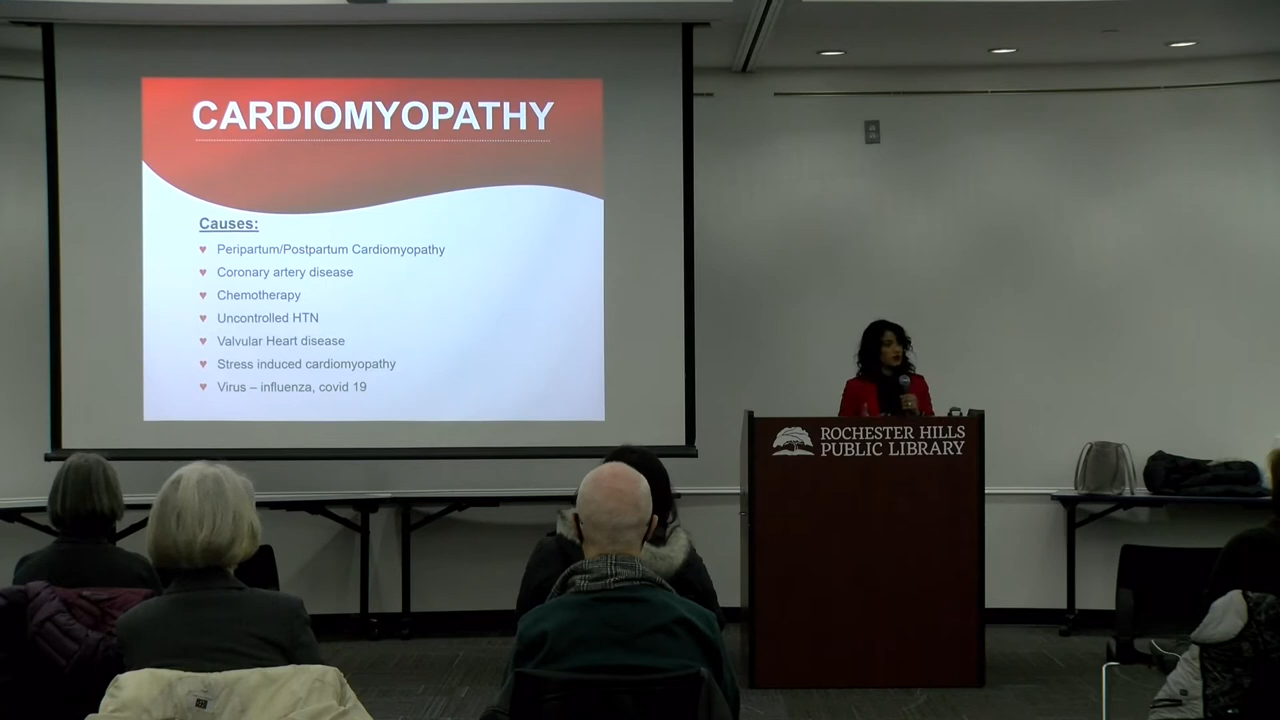 CARDIOMYOPATHY
Causes:
Peripartum/Postpartum Cardiomyopathy
Coronary artery disease
Chemotherapy
Uncontrolled HTN
Valvular Heart disease
Stress induced cardiomyopathy
Virus – influenza, covid 19
ROCHESTER HILLS
PUBLIC LIBRARY